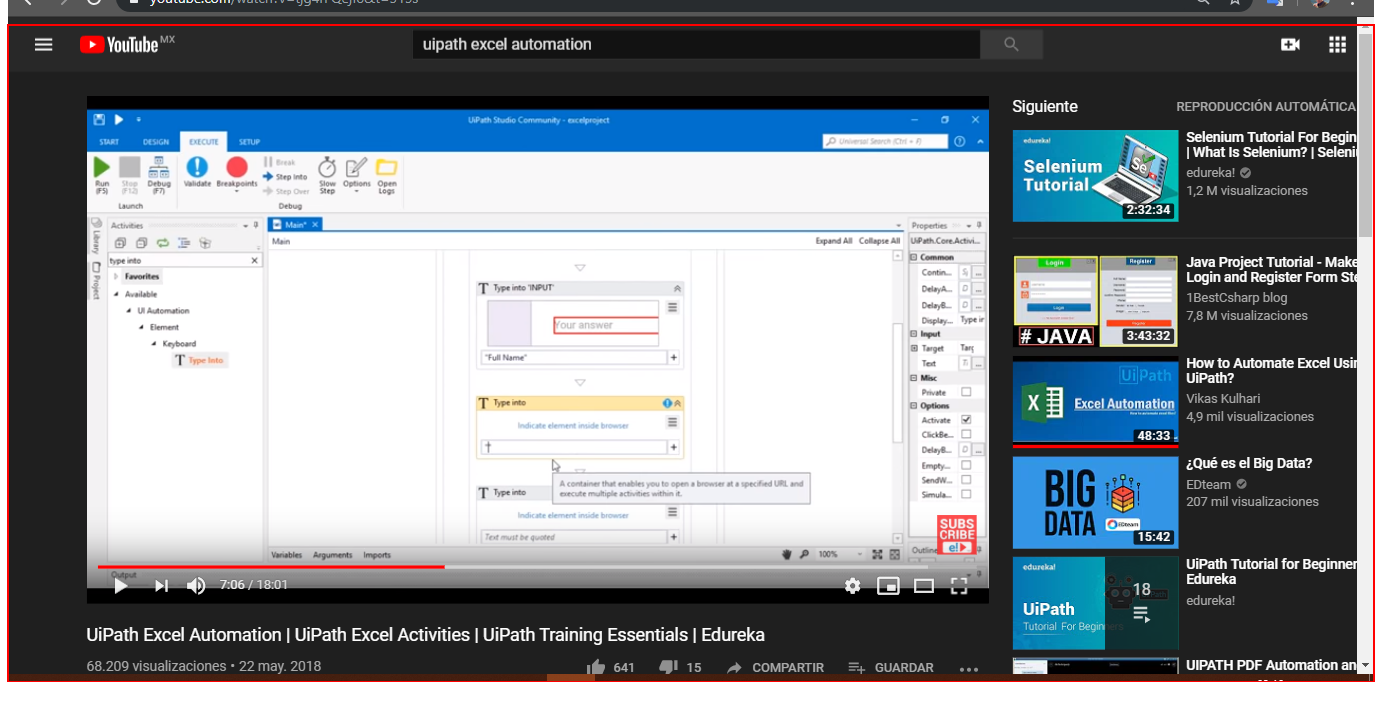 YouTube MX
uipath excel automation
UiPath Studio Community - excelproject
START DESIGN EXECUTE SETUP
Universal Search (Ctrl + F)
Run (F5)
Stop (F12)
Debug (F7)
Validate
Breakpoints
Break
Step Into
Step Over
Slow Step
Options
Open Logs
Launch
Debug
Library
Project
Activities
type into
Favorites
Available
UI Automation
Element
Keyboard
Type Into
Main*
Main
Expand All Collapse All
Type into 'INPUT'
Your answer
"Full Name"
Type into
Indicate element inside browser
A container that enables you to open a browser at a specified URL and
execute multiple activities within it.
Type into
Indicate element inside browser
Text must be quoted
Variables Arguments Imports
100%
Output
Properties
UiPath.Core.Activi...
Common
Contin...
DelayA...
DelayB...
Display... Type in
Input
Target Targ
Text
Misc
Private
Options
Activate
ClickBe...
DelayB...
Empty...
SendW...
Simula...
Outline
SUBS
CRIBE
e!
7:06 / 18:01
UiPath Excel Automation | UiPath Excel Activities | UiPath Training Essentials | Edureka
68.209 visualizaciones • 22 may. 2018
641 15 COMPARTIR GUARDAR
Siguiente REPRODUCCIÓN AUTOMÁTICA
edureka!
Selenium
Tutorial
Se
2:32:34
Selenium Tutorial For Begin
| What Is Selenium? | Seleni
edureka!
1,2 M visualizaciones
Login
Register
# JAVA
3:43:32
Java Project Tutorial - Make
Login and Register Form Ste
1BestCsharp blog
7,8 M visualizaciones
UiPath
X
Excel Automation
48:33
How to Automate Excel Usin
UiPath?
Vikas Kulhari
4,9 mil visualizaciones
BIG
DATA
EDteam
15:42
¿Qué es el Big Data?
EDteam
207 mil visualizaciones
edureka!
UiPath
Tutorial For Beginners
18
UiPath Tutorial for Beginner
Edureka
edureka!
UIPATH PDF Automation an